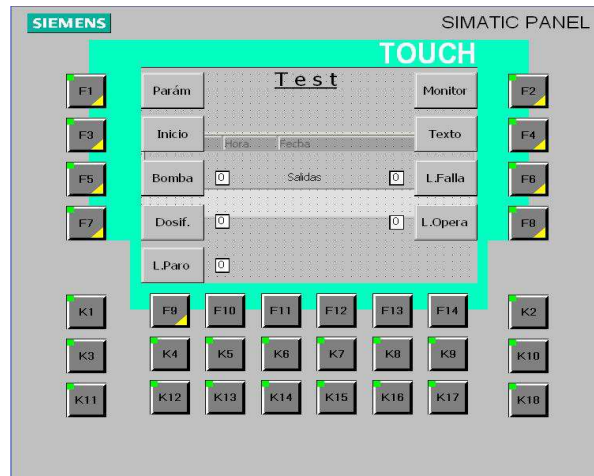 SIEMENS SIMATIC PANEL
TOUCH
F1 Parám Test Monitor F2
F3 Inicio Hora. Fecha Texto F4
F5 Bomba 0 Salidas 0 L.Falla F6
F7 Dosif. 0 0 L.Opera F8
L.Paro 0
K1 F9 F10 F11 F12 F13 F14 K2
K3 K4 K5 K6 K7 K8 K9 K10
K11 K12 K13 K14 K15 K16 K17 K18